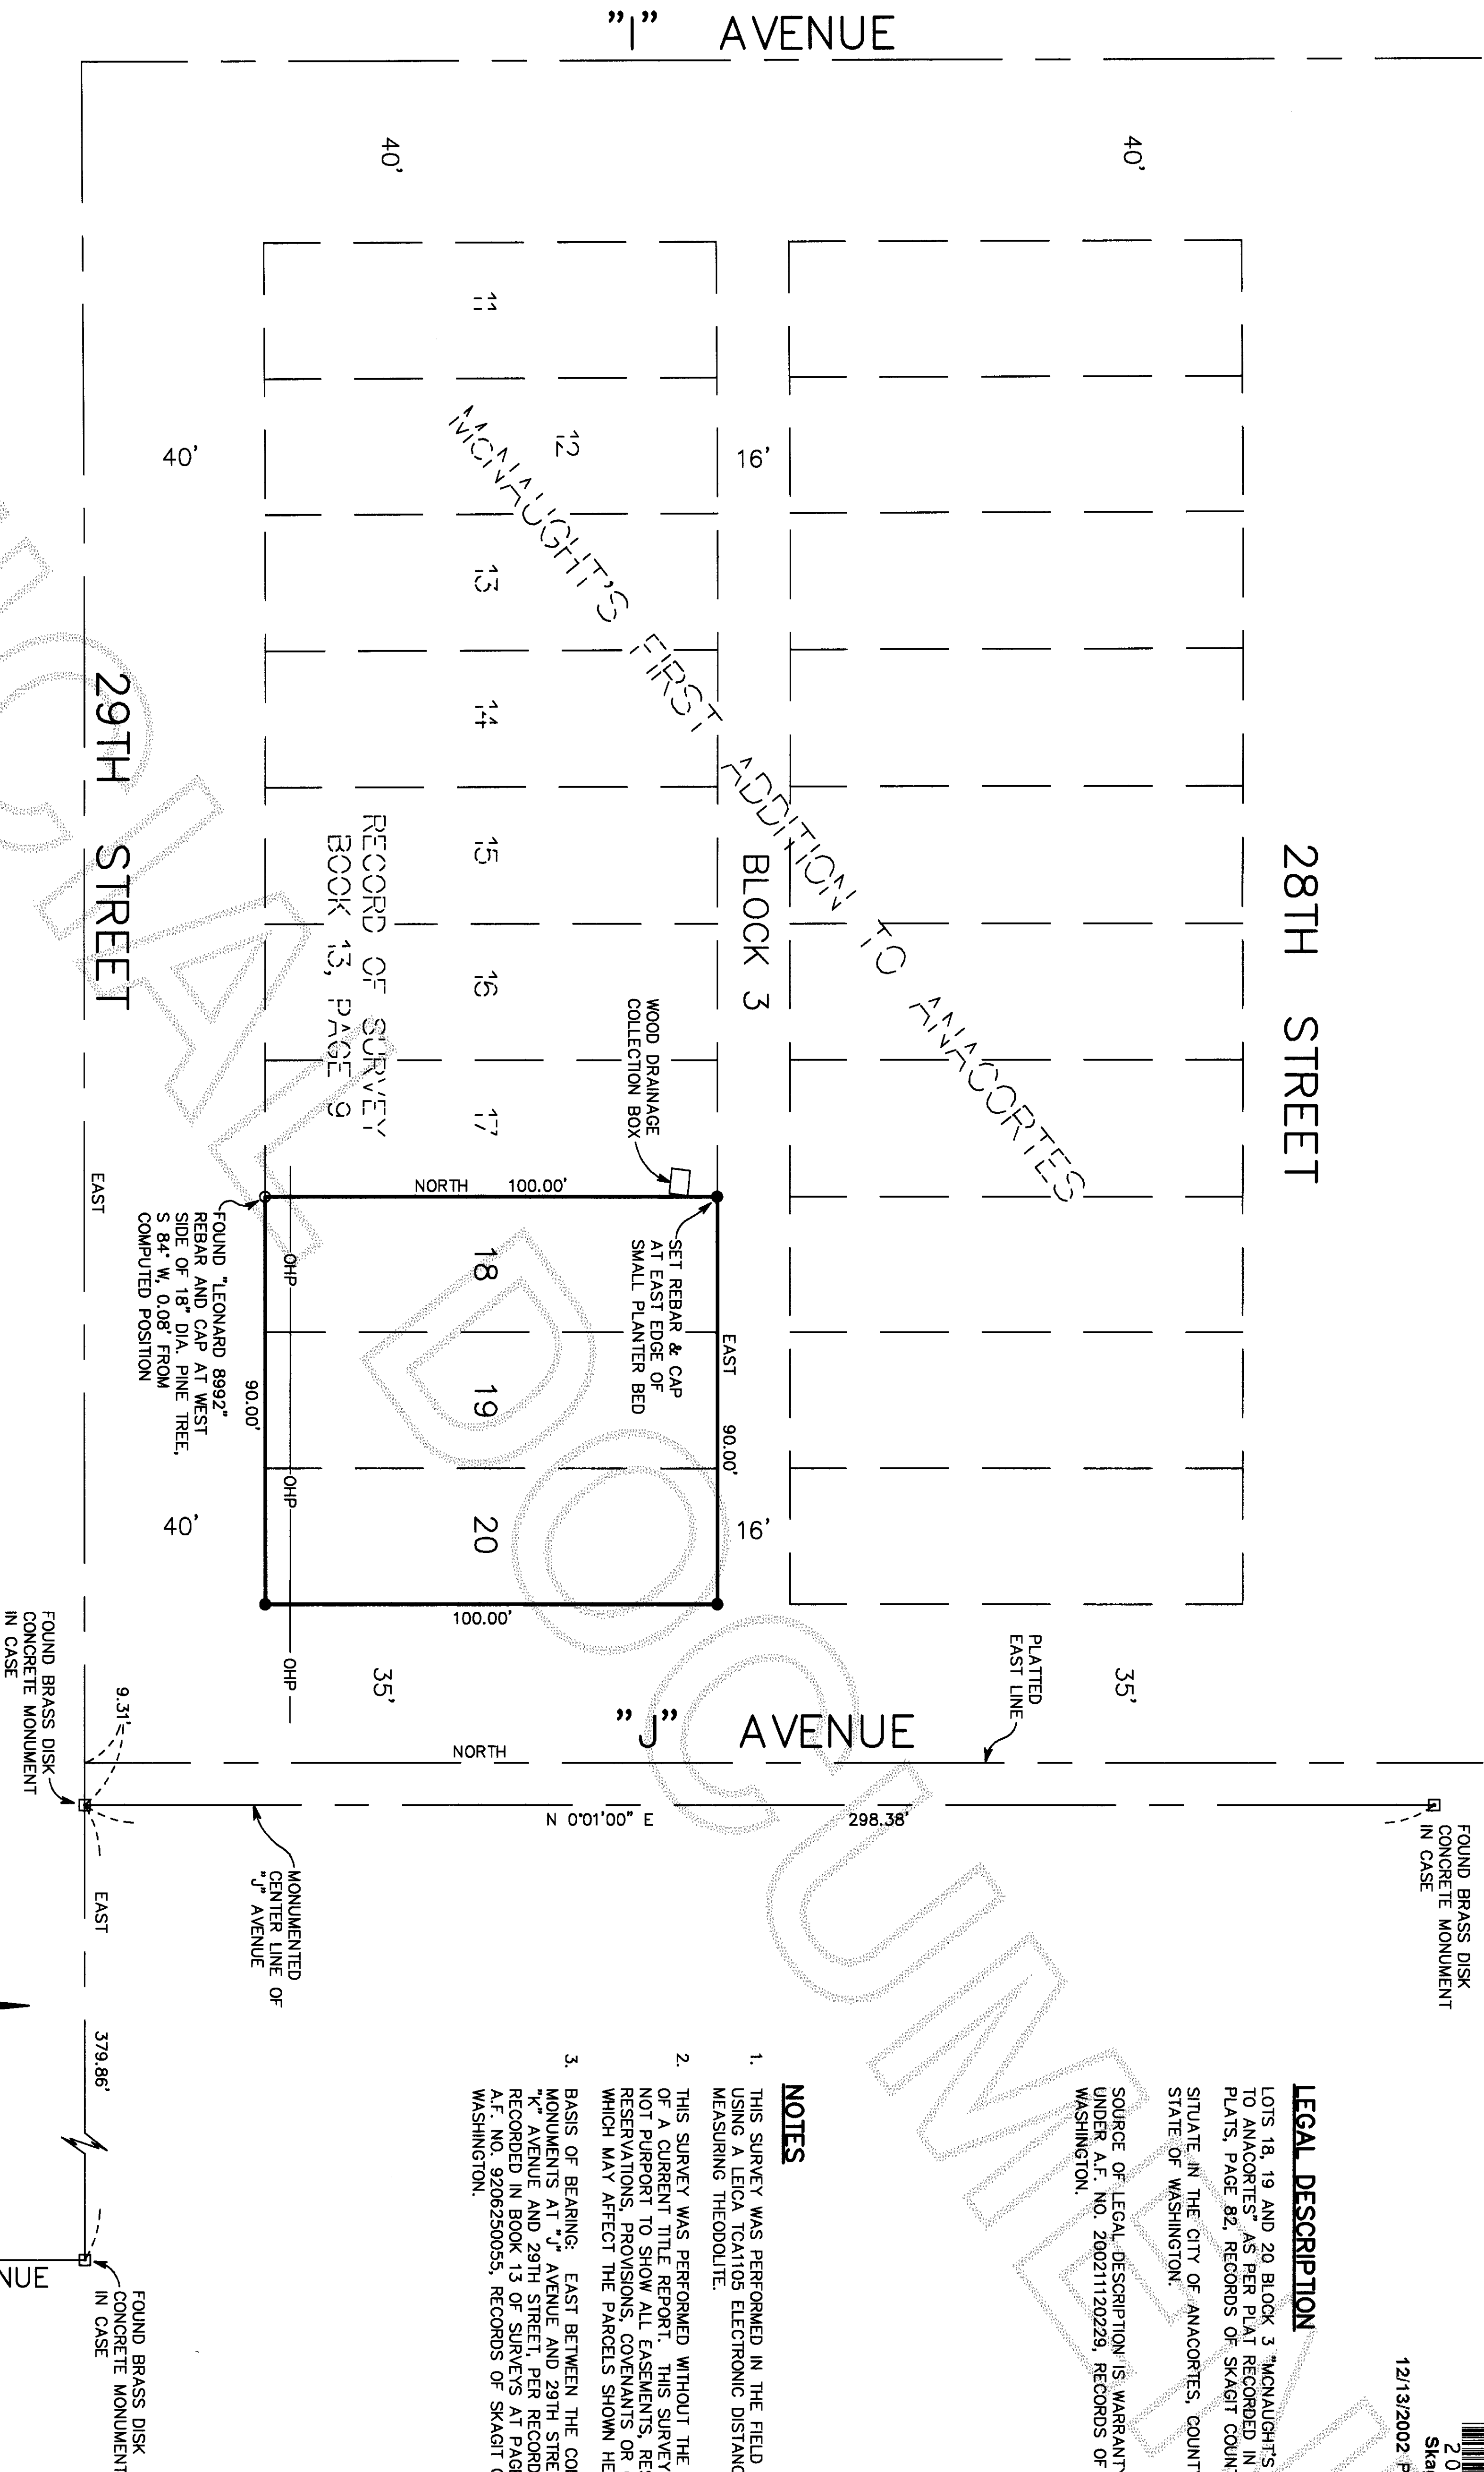 "I" AVENUE
40'
40'
28TH STREET
11
12
13
14
15
16
17
18
19
20
40'
16'
MCNAUGHT'S FIRST ADDITION TO ANACORTES
BLOCK 3
RECORD OF SURVEY
BOOK 13, PAGE 9
29TH STREET
EAST
WOOD DRAINAGE
COLLECTION BOX
NORTH 100.00'
SET REBAR & CAP
AT EAST EDGE OF
SMALL PLANTER BED
EAST 90.00'
OHP
OHP
OHP
FOUND "LEONARD 8992"
REBAR AND CAP AT WEST
SIDE OF 18" DIA. PINE TREE,
S 84° W, 0.08' FROM
COMPUTED POSITION
90.00'
40'
16'
100.00'
35'
35'
PLATTED
EAST LINE
"J" AVENUE
NORTH
9.31'
FOUND BRASS DISK
CONCRETE MONUMENT
IN CASE
N 0°01'00" E 298.38'
FOUND BRASS DISK
CONCRETE MONUMENT
IN CASE
MONUMENTED
CENTER LINE OF
"J" AVENUE
EAST 379.86'
FOUND BRASS DISK
CONCRETE MONUMENT
IN CASE
NUE
LEGAL DESCRIPTION
LOTS 18, 19 AND 20 BLOCK 3 "MCNAUGHT'S
TO ANACORTES" AS PER PLAT RECORDED IN
PLATS, PAGE 82, RECORDS OF SKAGIT COUN
SITUATE IN THE CITY OF ANACORTES, COUNT
STATE OF WASHINGTON.
SOURCE OF LEGAL DESCRIPTION IS WARRANTY
UNDER A.F. NO. 200211120229, RECORDS OF
WASHINGTON.
NOTES
1. THIS SURVEY WAS PERFORMED IN THE FIELD
USING A LEICA TCA1105 ELECTRONIC DISTANC
MEASURING THEODOLITE.
2. THIS SURVEY WAS PERFORMED WITHOUT THE
OF A CURRENT TITLE REPORT. THIS SURVEY
NOT PURPORT TO SHOW ALL EASEMENTS, RES
RESERVATIONS, PROVISIONS, COVENANTS OR
WHICH MAY AFFECT THE PARCELS SHOWN HE
3. BASIS OF BEARING: EAST BETWEEN THE CO
MONUMENTS AT "J" AVENUE AND 29TH STRE
"K" AVENUE AND 29TH STREET, PER RECORD
RECORDED IN BOOK 13 OF SURVEYS AT PAGE
A.F. NO. 9206250055, RECORDS OF SKAGIT
WASHINGTON.
20
Skag
12/13/2002 P
CIAL DOCUMEN